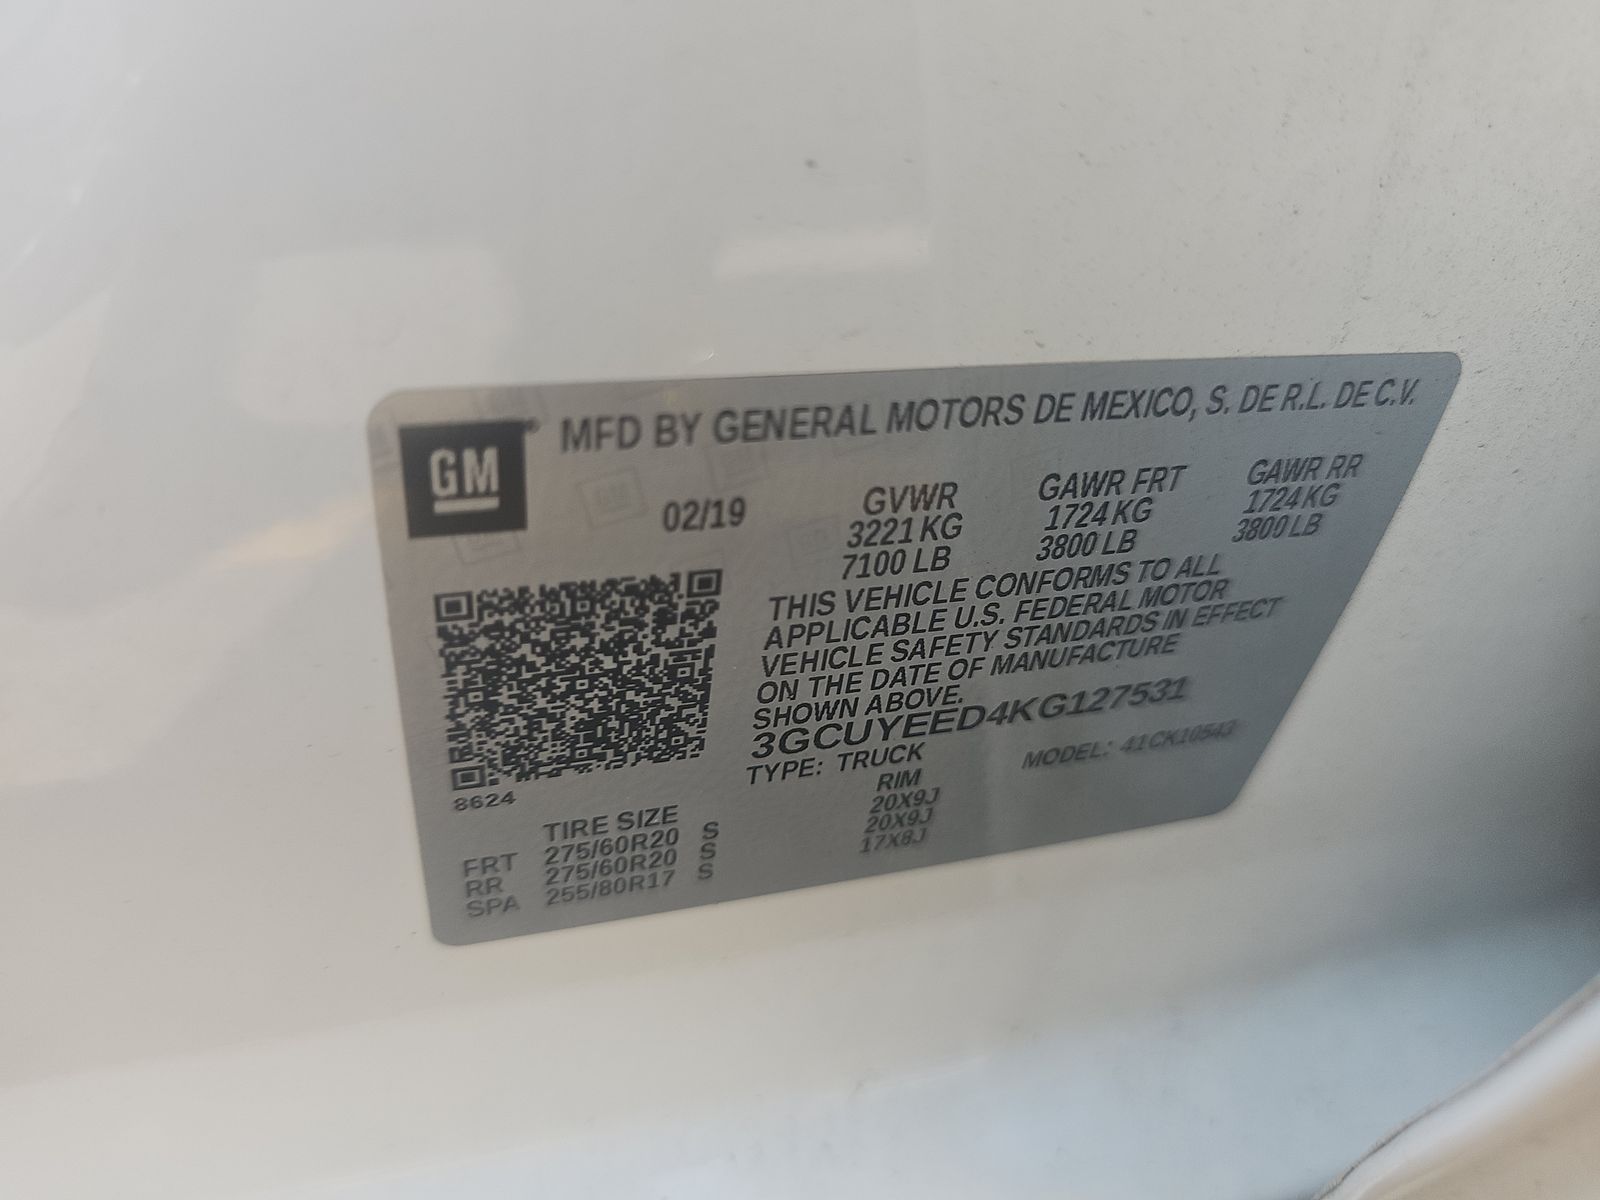 GM® MFD BY GENERAL MOTORS DE MEXICO, S. DE R.L. DE C.V.
02/19 GVWR GAWR FRT GAWR RR
3221 KG 1724 KG 1724 KG
7100 LB 3800 LB 3800 LB
THIS VEHICLE CONFORMS TO ALL
APPLICABLE U.S. FEDERAL MOTOR
VEHICLE SAFETY STANDARDS IN EFFECT
ON THE DATE OF MANUFACTURE
SHOWN ABOVE.
3GCUYEED4KG127531
TYPE: TRUCK MODEL: 41CK10543
8624
TIRE SIZE RIM
FRT 275/60R20 S 20X9J
RR 275/60R20 S 20X9J
SPA 255/80R17 S 17X8J